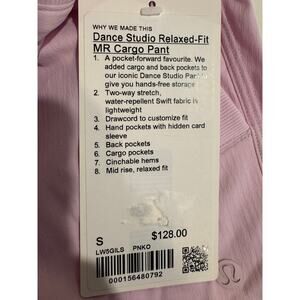 WHY WE MADE THIS
Dance Studio Relaxed-Fit
MR Cargo Pant
1. A pocket-forward favourite. We
added cargo and back pockets to
our iconic Dance Studio Pant to
give you hands-free storage
2. Two-way stretch,
water-repellent Swift fabric is
lightweight
3. Drawcord to customize fit
4. Hand pockets with hidden card
sleeve
5. Back pockets
6. Cargo pockets
7. Cinchable hems
8. Mid rise, relaxed fit
S $128.00
LW5GILS PNKO
000156480792